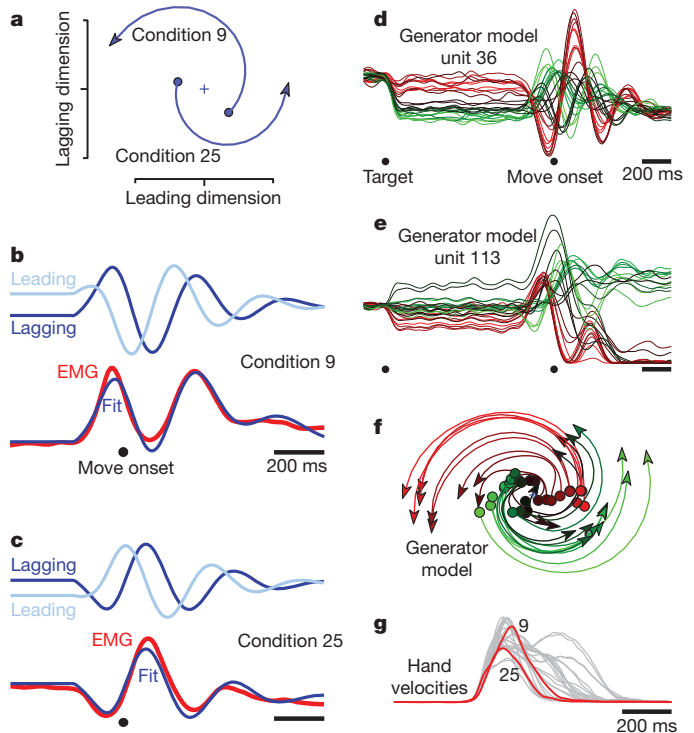 a
Condition 9
Lagging dimension
Condition 25
Leading dimension
b
Leading
Lagging
Condition 9
EMG
Fit
Move onset
200 ms
c
Lagging
Leading
EMG
Condition 25
Fit
d
Generator model
unit 36
Target
Move onset
200 ms
e
Generator model
unit 113
f
Generator
model
g
9
Hand
velocities
25
200 ms